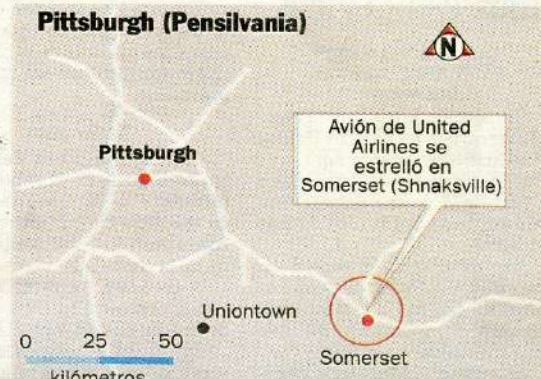 Pittsburgh (Pensilvania)
N
Pittsburgh
Avión de United
Airlines se
estrelló en
Somerset (Shnaksville)
Uniontown
0 25 50
kilómetros
Somerset